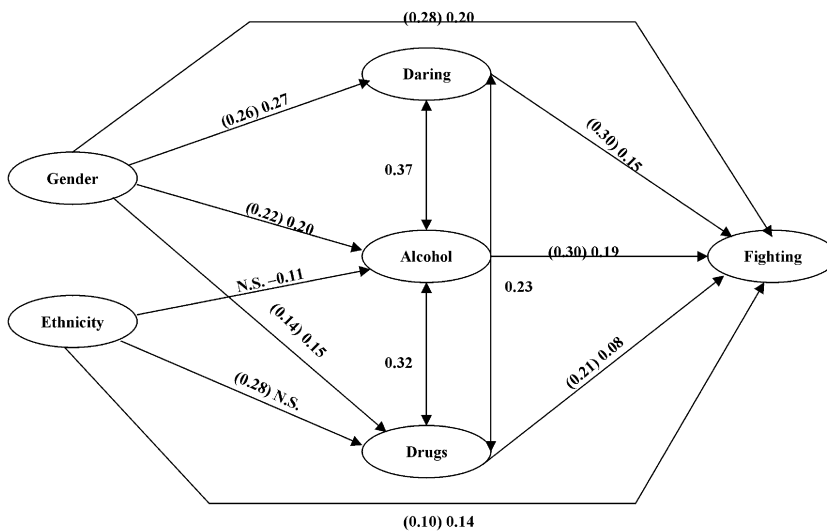 (0.28) 0.20
Daring
(0.26) 0.27
(0.30) 0.15
0.37
Gender
(0.22) 0.20
Alcohol
(0.30) 0.19
Fighting
N.S. –0.11
0.23
Ethnicity
(0.14) 0.15
0.32
(0.21) 0.08
(0.28) N.S.
Drugs
(0.10) 0.14